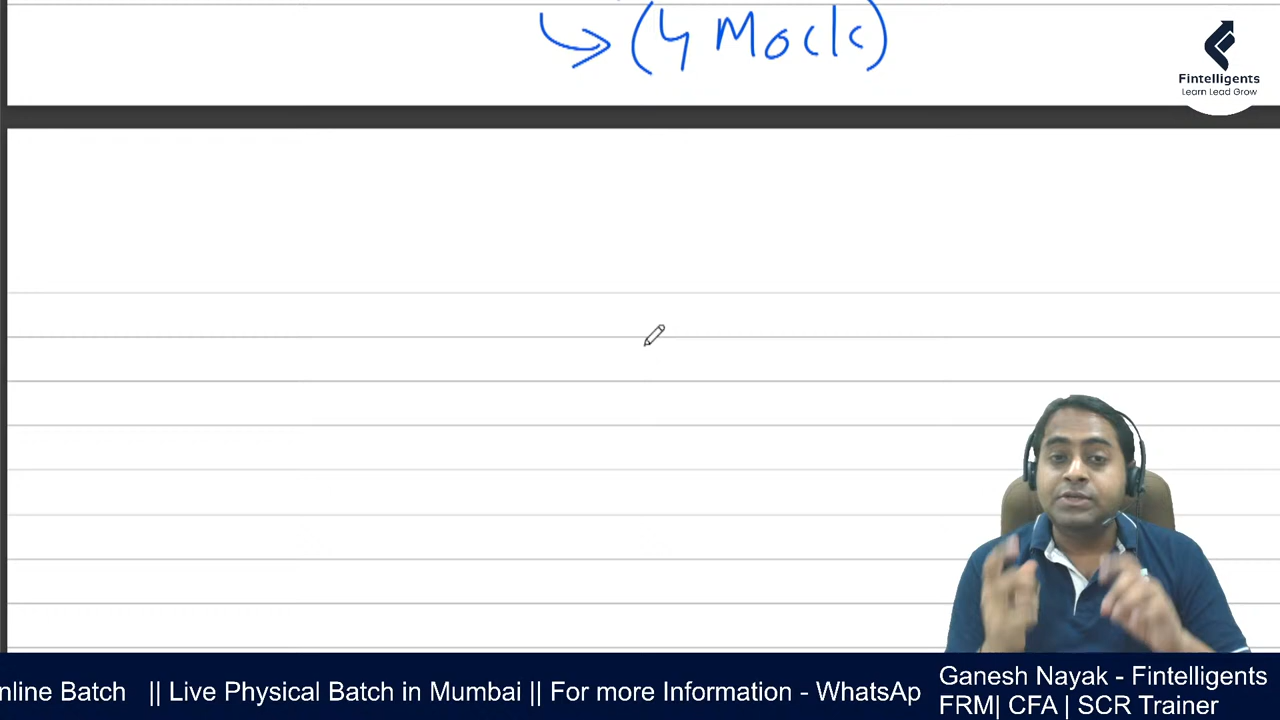 (4 Mock)
Fintelligents
Learn Lead Grow
nline Batch || Live Physical Batch in Mumbai || For more Information - WhatsAp
Ganesh Nayak - Fintelligents
FRM| CFA | SCR Trainer